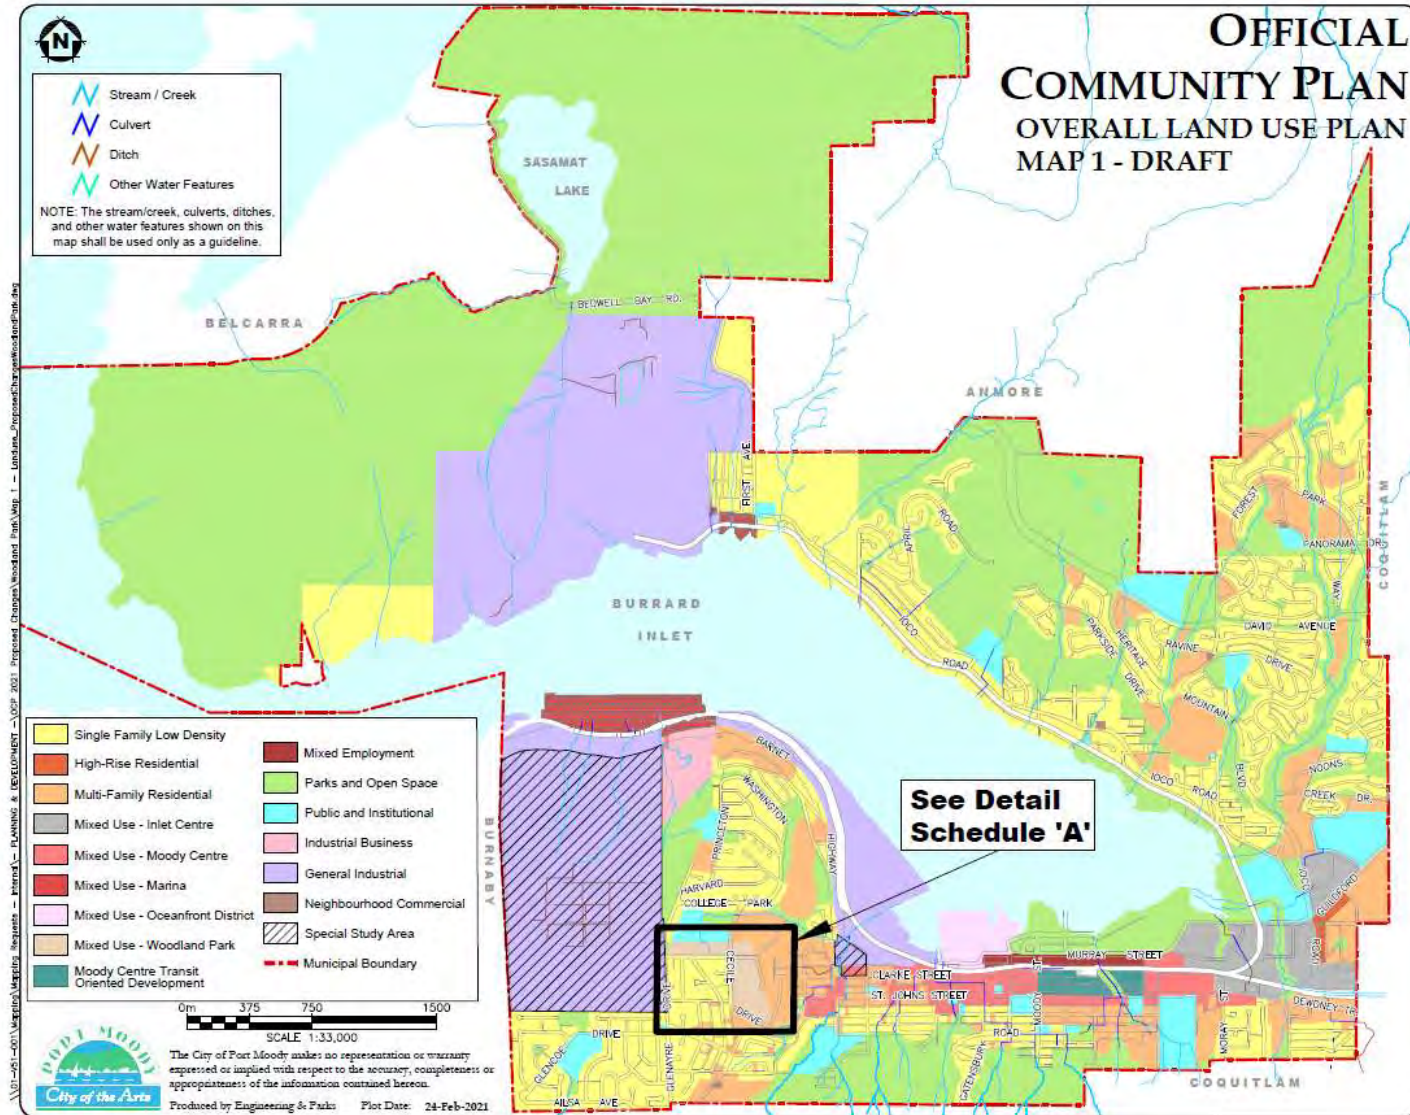 OFFICIAL
COMMUNITY PLAN
OVERALL LAND USE PLAN
MAP 1 - DRAFT
N
Stream / Creek
Culvert
Ditch
Other Water Features
NOTE: The stream/creek, culverts, ditches,
and other water features shown on this
map shall be used only as a guideline.
SASAMAT
LAKE
BEDWELL BAY RD.
BELCARRA
ANMORE
FIRST AVE.
APRIL
ROAD
FOREST
PARK
PANORAMA DR.
WAY
COQUITLAM
BURRARD
INLET
IOCO
ROAD
PARKSIDE
DRIVE
HERITAGE
RAVINE
DRIVE
DAVID AVENUE
MOUNTAIN
BLVD
IOCO ROAD
NOONS
CREEK DR.
Single Family Low Density
High-Rise Residential
Multi-Family Residential
Mixed Use - Inlet Centre
Mixed Use - Moody Centre
Mixed Use - Marina
Mixed Use - Oceanfront District
Mixed Use - Woodland Park
Moody Centre Transit
Oriented Development
Mixed Employment
Parks and Open Space
Public and Institutional
Industrial Business
General Industrial
Neighbourhood Commercial
Special Study Area
Municipal Boundary
BURNABY
BARNET
HIGHWAY
WASHINGTON
PRINCETON
HARVARD
COLLEGE PARK
See Detail
Schedule 'A'
IOCO
GUILDFORD
ROAD
CECILE
DRIVE
DRIVE
MURRAY STREET
CLARKE STREET
ST. JOHNS STREET
MOODY ST.
MORAY ST.
DEWDNEY TR.
ROAD
GATENSBURY
DRIVE
GLENCOE
GLENAYRE
AILSA AVE
COQUITLAM
0m 375 750 1500
SCALE 1:33,000
PORT MOODY
City of the Arts
The City of Port Moody makes no representation or warranty
expressed or implied with respect to the accuracy, completeness or
appropriateness of the information contained hereon.
Produced by Engineering & Parks Plot Date: 24-Feb-2021